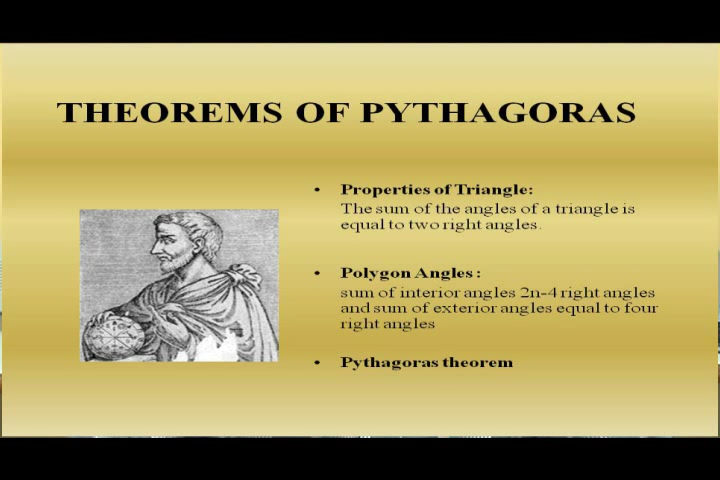 THEOREMS OF PYTHAGORAS
• Properties of Triangle:
The sum of the angles of a triangle is
equal to two right angles.
• Polygon Angles :
sum of interior angles 2n-4 right angles
and sum of exterior angles equal to four
right angles
• Pythagoras theorem